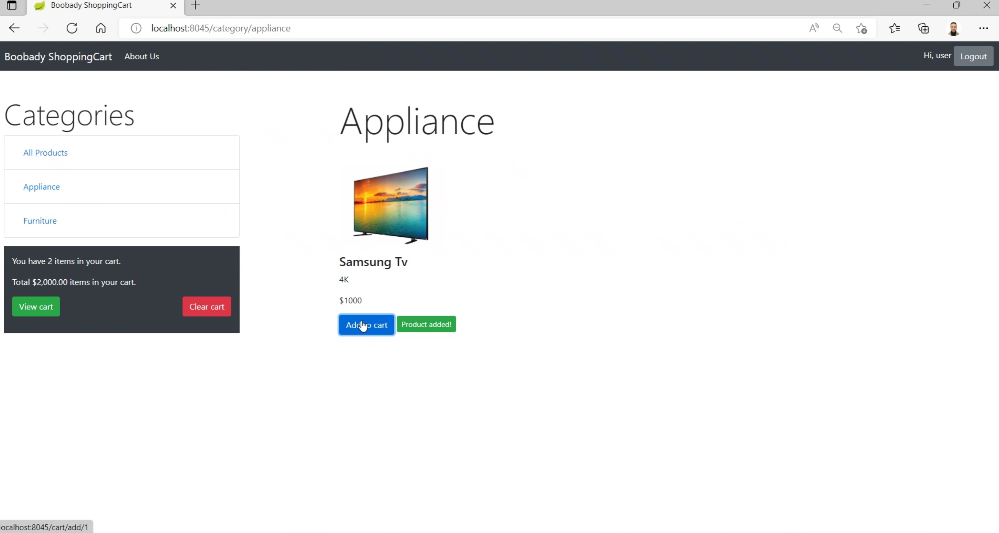 Boobady ShoppingCart
localhost:8045/category/appliance
Boobady ShoppingCart About Us Hi, user Logout
Categories
All Products
Appliance
Furniture
You have 2 items in your cart.
Total $2,000.00 items in your cart.
View cart Clear cart
Appliance
Samsung Tv
4K
$1000
Add to cart Product added!
localhost:8045/cart/add/1